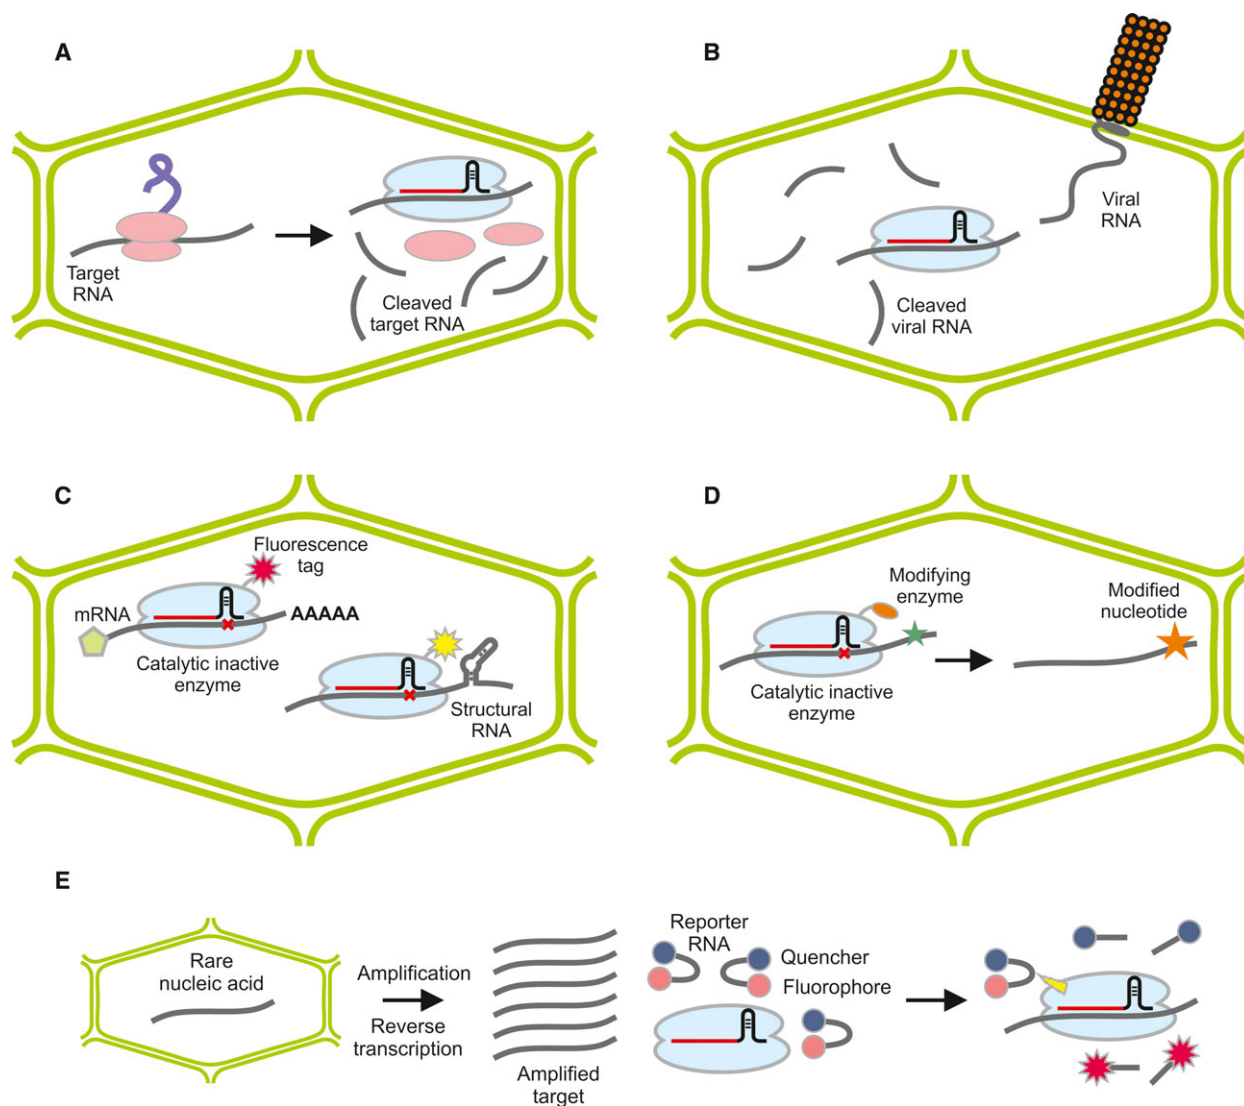 A
Target
RNA
Cleaved
target RNA
B
Viral
RNA
Cleaved
viral RNA
C
Fluorescence
tag
mRNA
AAAAA
Catalytic inactive
enzyme
Structural
RNA
D
Modifying
enzyme
Modified
nucleotide
Catalytic inactive
enzyme
E
Rare
nucleic acid
Amplification
Reverse
transcription
Amplified
target
Reporter
RNA
Quencher
Fluorophore